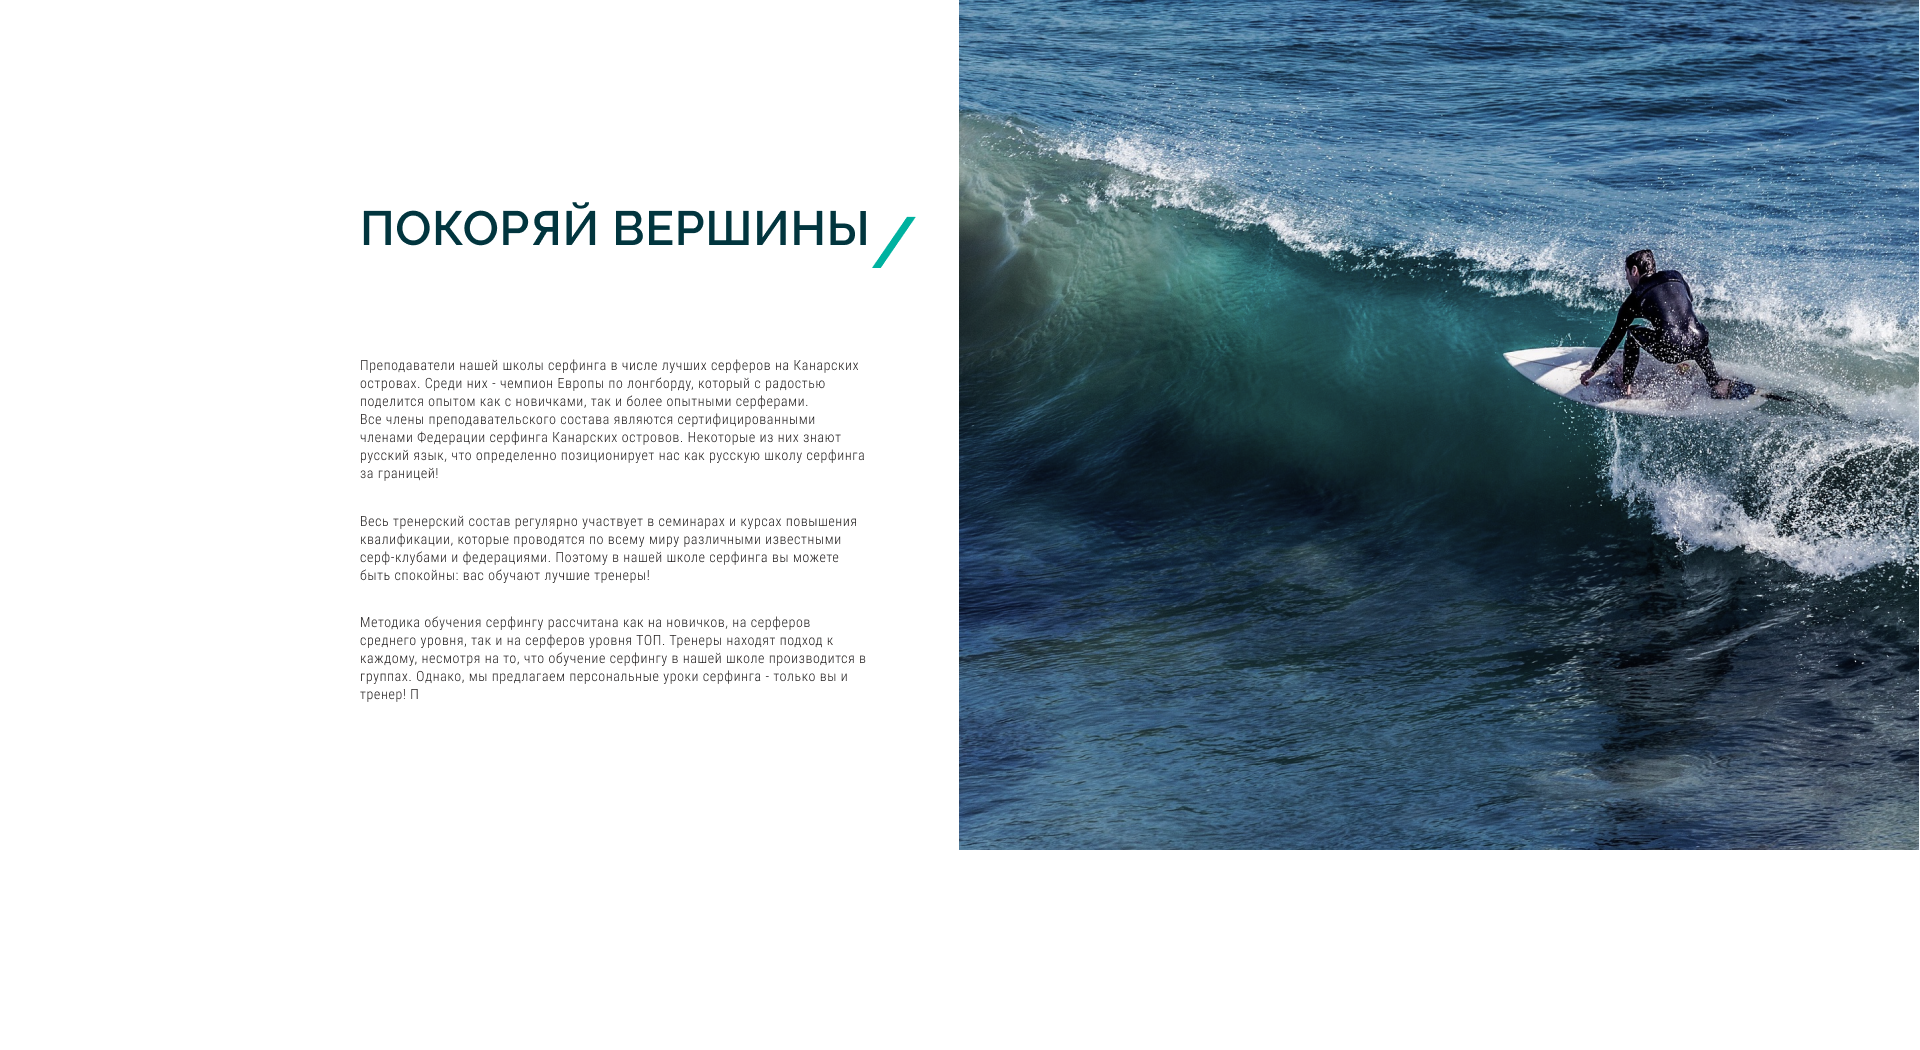 ПОКОРЯЙ ВЕРШИНЫ
Преподаватели нашей школы серфинга в числе лучших серферов на Канарских
островах. Среди них - чемпион Европы по лонгборду, который с радостью
поделится опытом как с новичками, так и более опытными серферами.
Все члены преподавательского состава являются сертифицированными
членами Федерации серфинга Канарских островов. Некоторые из них знают
русский язык, что определенно позиционирует нас как русскую школу серфинга
за границей!
Весь тренерский состав регулярно участвует в семинарах и курсах повышения
квалификации, которые проводятся по всему миру различными известными
серф-клубами и федерациями. Поэтому в нашей школе серфинга вы можете
быть спокойны: вас обучают лучшие тренеры!
Методика обучения серфингу рассчитана как на новичков, на серферов
среднего уровня, так и на серферов уровня ТОП. Тренеры находят подход к
каждому, несмотря на то, что обучение серфингу в нашей школе производится в
группах. Однако, мы предлагаем персональные уроки серфинга - только вы и
тренер! П